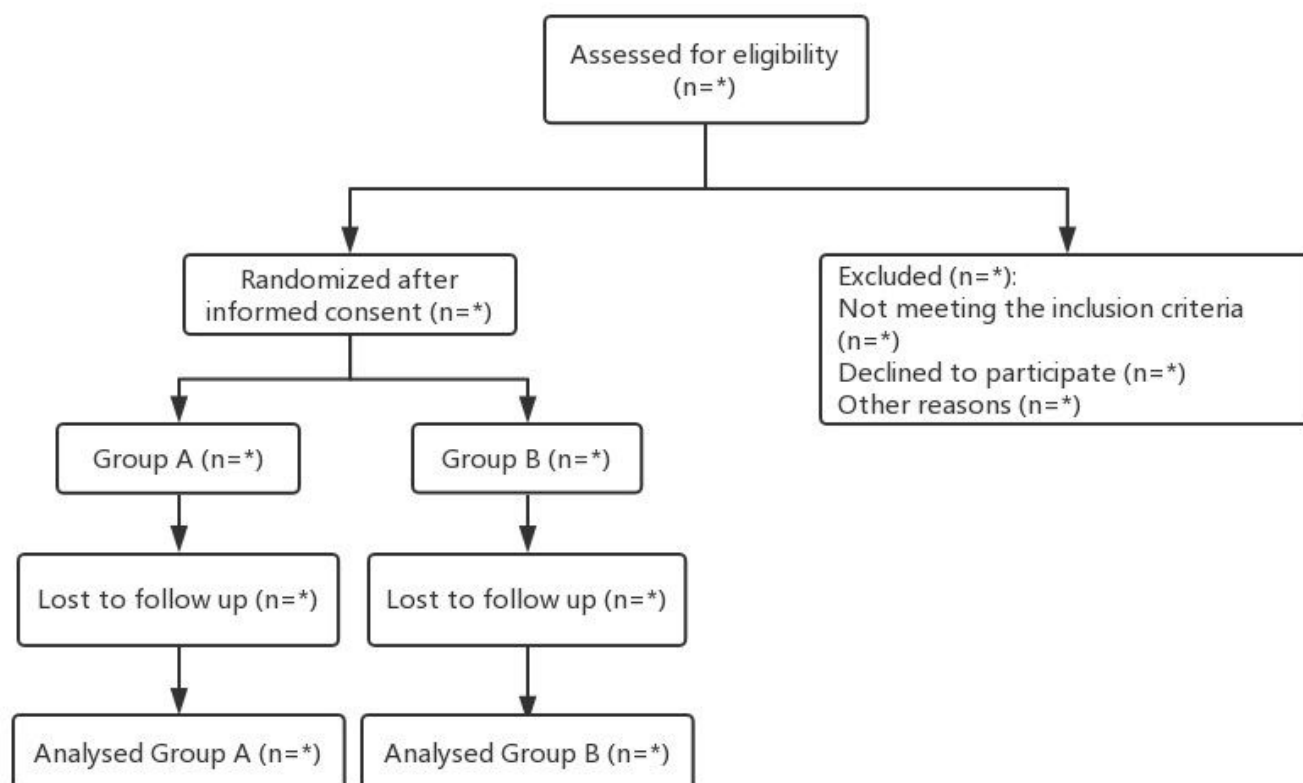 Assessed for eligibility
(n=*)
Randomized after
informed consent (n=*)
Excluded (n=*):
Not meeting the inclusion criteria
(n=*)
Declined to participate (n=*)
Other reasons (n=*)
Group A (n=*)
Group B (n=*)
Lost to follow up (n=*)
Lost to follow up (n=*)
Analysed Group A (n=*)
Analysed Group B (n=*)